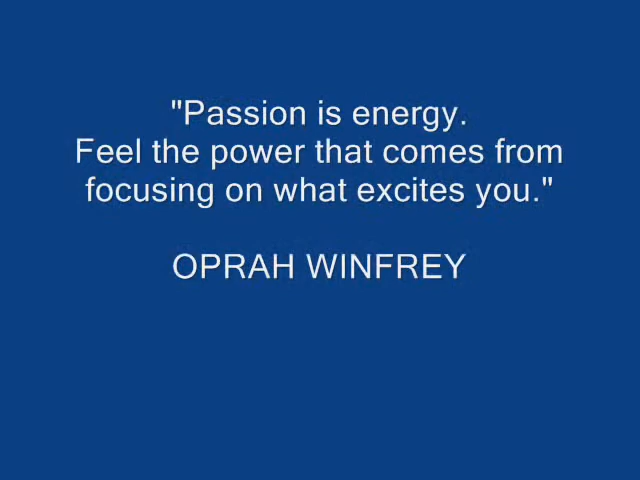 "Passion is energy.
Feel the power that comes from
focusing on what excites you."
OPRAH WINFREY